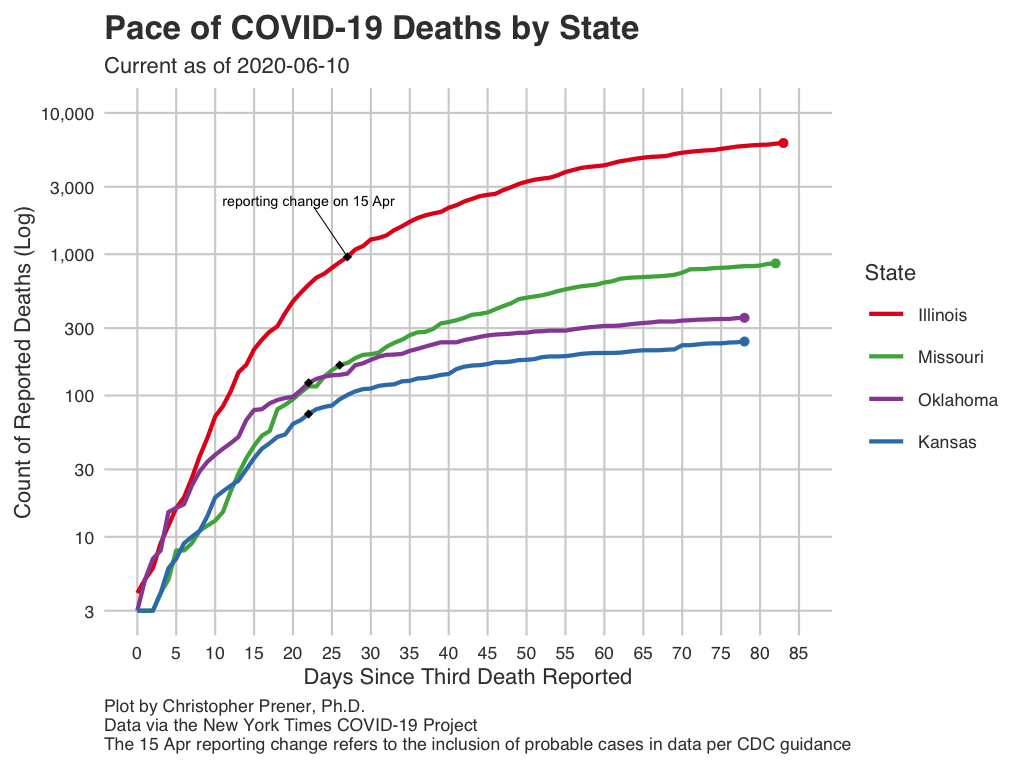 Pace of COVID-19 Deaths by State
Current as of 2020-06-10
Count of Reported Deaths (Log)
10,000
3,000
1,000
300
100
30
10
3
reporting change on 15 Apr
State
Illinois
Missouri
Oklahoma
Kansas
0 5 10 15 20 25 30 35 40 45 50 55 60 65 70 75 80 85
Days Since Third Death Reported
Plot by Christopher Prener, Ph.D.
Data via the New York Times COVID-19 Project
The 15 Apr reporting change refers to the inclusion of probable cases in data per CDC guidance